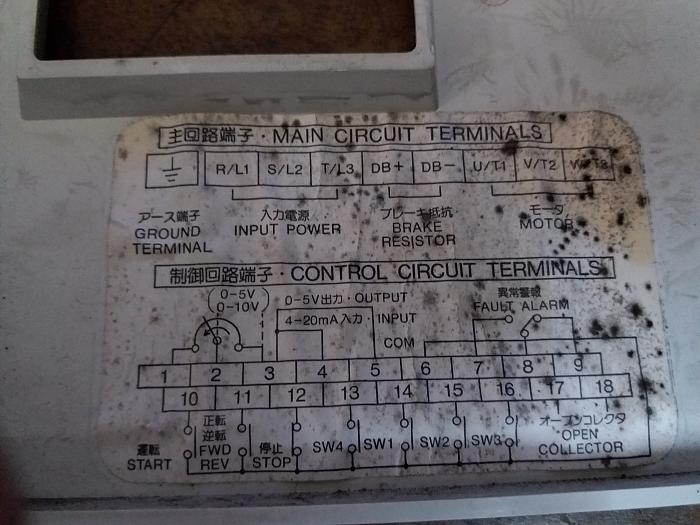 主回路端子・MAIN CIRCUIT TERMINALS
R/L1 S/L2 T/L3 DB+ DB- U/T1 V/T2 W/T3
アース端子 入力電源 ブレーキ抵抗 モータ
GROUND TERMINAL INPUT POWER BRAKE RESISTOR MOTOR
制御回路端子・CONTROL CIRCUIT TERMINALS
(0-5V 0-10V) 0-5V出力・OUTPUT 異常警報
4-20mA入力・INPUT FAULT ALARM
COM
1 2 3 4 5 6 7 8 9
10 11 12 13 14 15 16 17 18
運転 START 正転 逆転 FWD REV 停止 STOP SW4 SW1 SW2 SW3 オープンコレクタ OPEN COLLECTOR